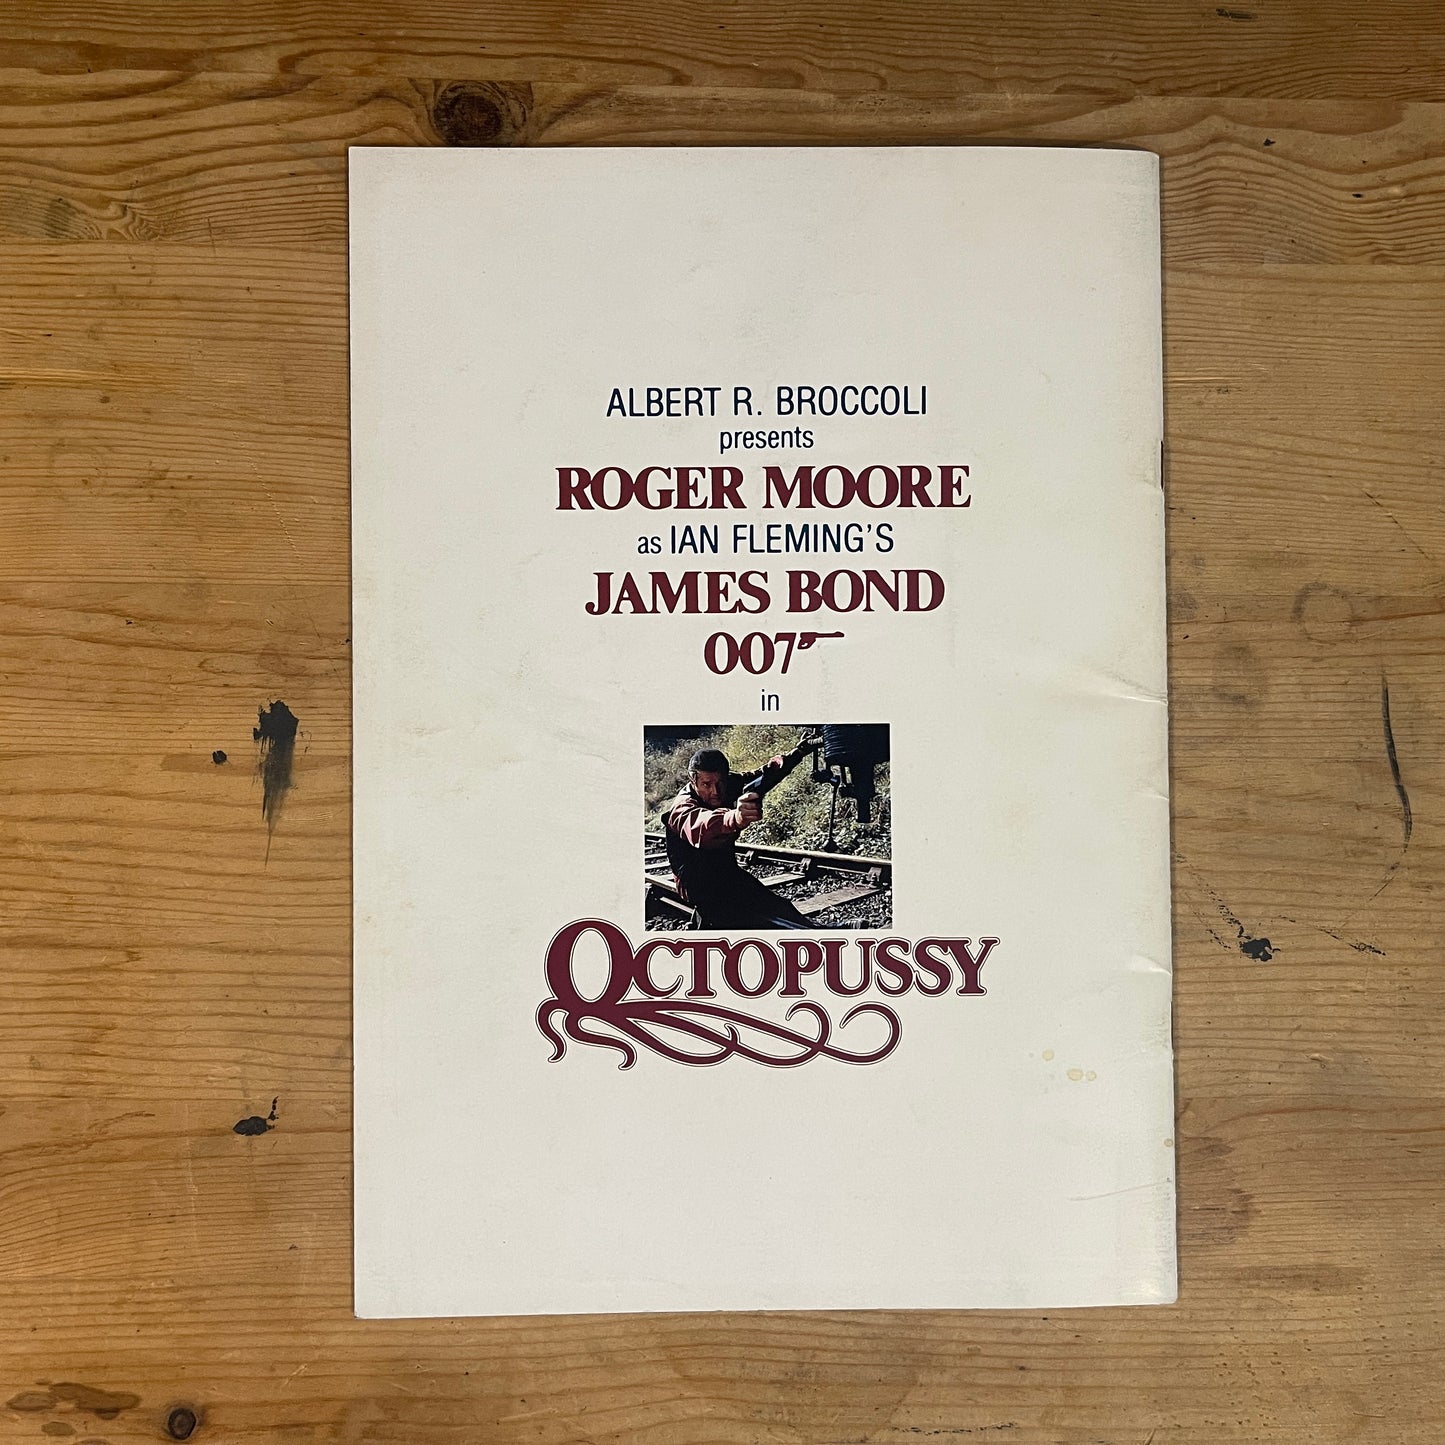 ALBERT R. BROCCOLI
presents
ROGER MOORE
as IAN FLEMING'S
JAMES BOND
007
in
OCTOPUSSY